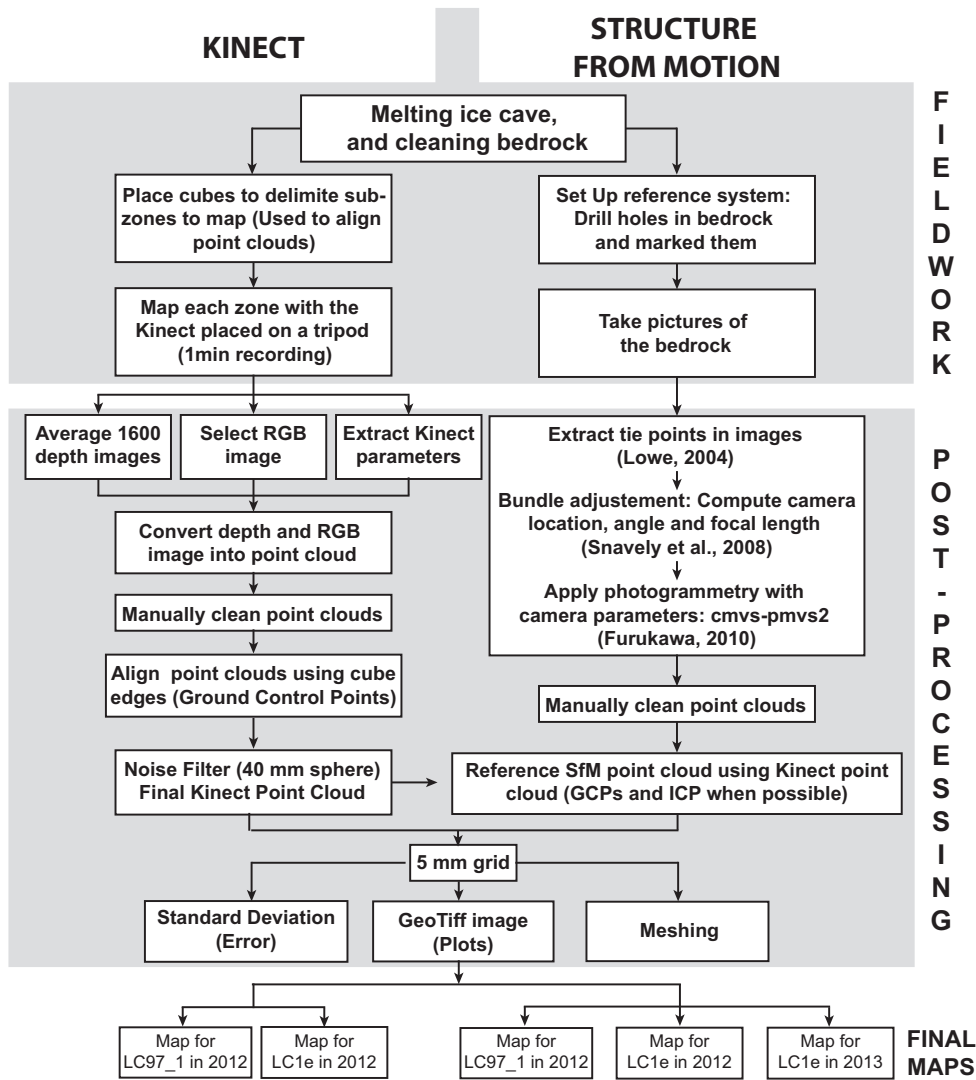 KINECT
STRUCTURE
FROM MOTION
FIELDWORK
Melting ice cave,
and cleaning bedrock
Place cubes to delimite sub-
zones to map (Used to align
point clouds)
Set Up reference system:
Drill holes in bedrock
and marked them
Map each zone with the
Kinect placed on a tripod
(1min recording)
Take pictures of
the bedrock
POST-PROCESSING
Average 1600
depth images
Select RGB
image
Extract Kinect
parameters
Convert depth and RGB
image into point cloud
Manually clean point clouds
Align point clouds using cube
edges (Ground Control Points)
Noise Filter (40 mm sphere)
Final Kinect Point Cloud
Extract tie points in images
(Lowe, 2004)
Bundle adjustement: Compute camera
location, angle and focal length
(Snavely et al., 2008)
Apply photogrammetry with
camera parameters: cmvs-pmvs2
(Furukawa, 2010)
Manually clean point clouds
Reference SfM point cloud using Kinect point
cloud (GCPs and ICP when possible)
5 mm grid
Standard Deviation
(Error)
GeoTiff image
(Plots)
Meshing
Map for
LC97_1 in 2012
Map for
LC1e in 2012
Map for
LC97_1 in 2012
Map for
LC1e in 2012
Map for
LC1e in 2013
FINAL
MAPS